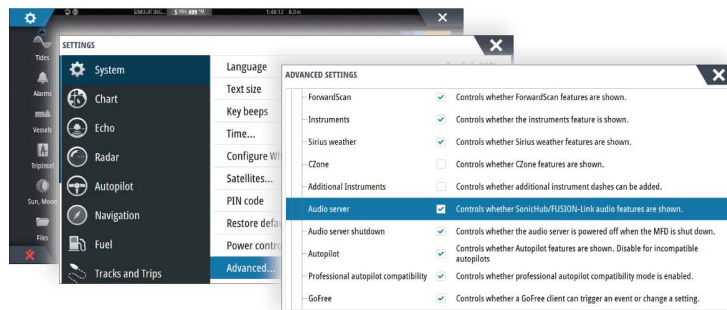 SIMULATING...
1:48.12 8.0 m
Tides
Alarms
Vessels
TripIntel
Sun, Moon
Files
SETTINGS
System
Chart
Echo
Radar
Autopilot
Navigation
Fuel
Tracks and Trips
Language
Text size
Key beeps
Time...
Configure
Satellites...
PIN code
Restore
Power
Advanced...
ADVANCED SETTINGS
ForwardScan Controls whether ForwardScan features are shown.
Instruments Controls whether the instruments feature is shown.
Sirius weather Controls whether Sirius weather features are shown.
CZone Controls whether CZone features are shown.
Additional Instruments Controls whether additional instrument dashes can be added.
Audio server Controls whether SonicHub/FUSION-Link audio features are shown.
Audio server shutdown Controls whether the audio server is powered off when the MFD is shut down.
Autopilot Controls whether Autopilot features are shown. Disable for incompatible
autopilots
Professional autopilot compatibility Controls whether professional autopilot compatibility mode is enabled.
GoFree Controls whether a GoFree client can trigger an event or change a setting.